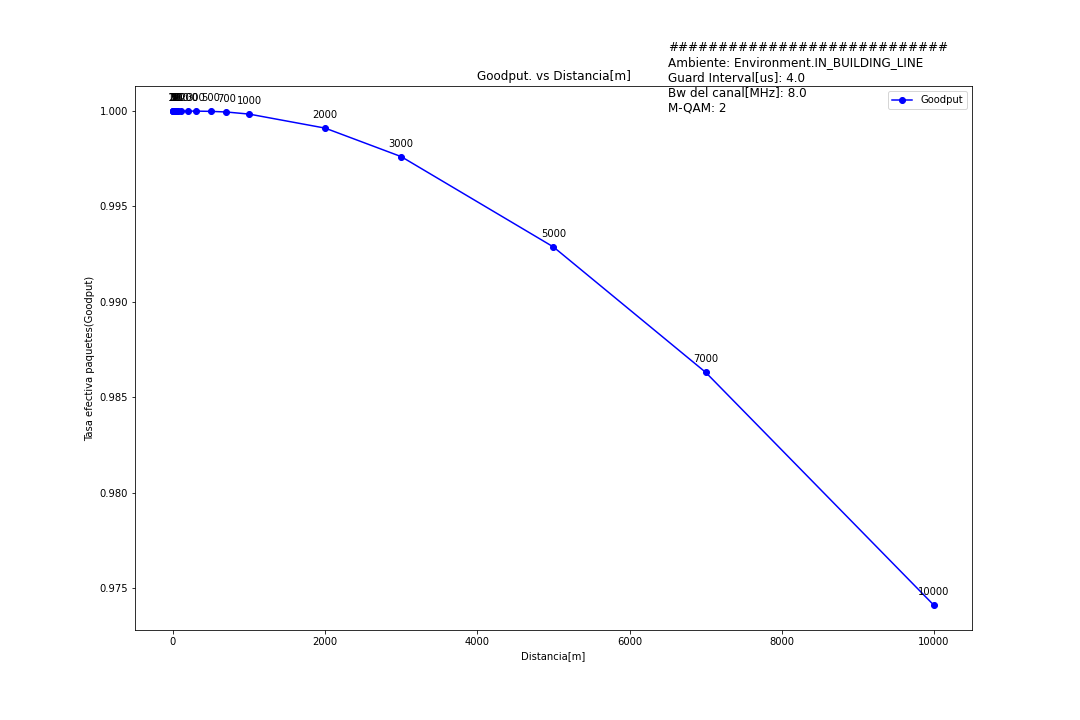 ###########################
Ambiente: Environment.IN_BUILDING_LINE
Guard Interval[us]: 4.0
Bw del canal[MHz]: 8.0
M-QAM: 2
Goodput. vs Distancia[m]
Goodput
500
700
1000
2000
3000
5000
7000
10000
1.000
0.995
0.990
0.985
0.980
0.975
Tasa efectiva paquetes(Goodput)
0
2000
4000
6000
8000
10000
Distancia[m]